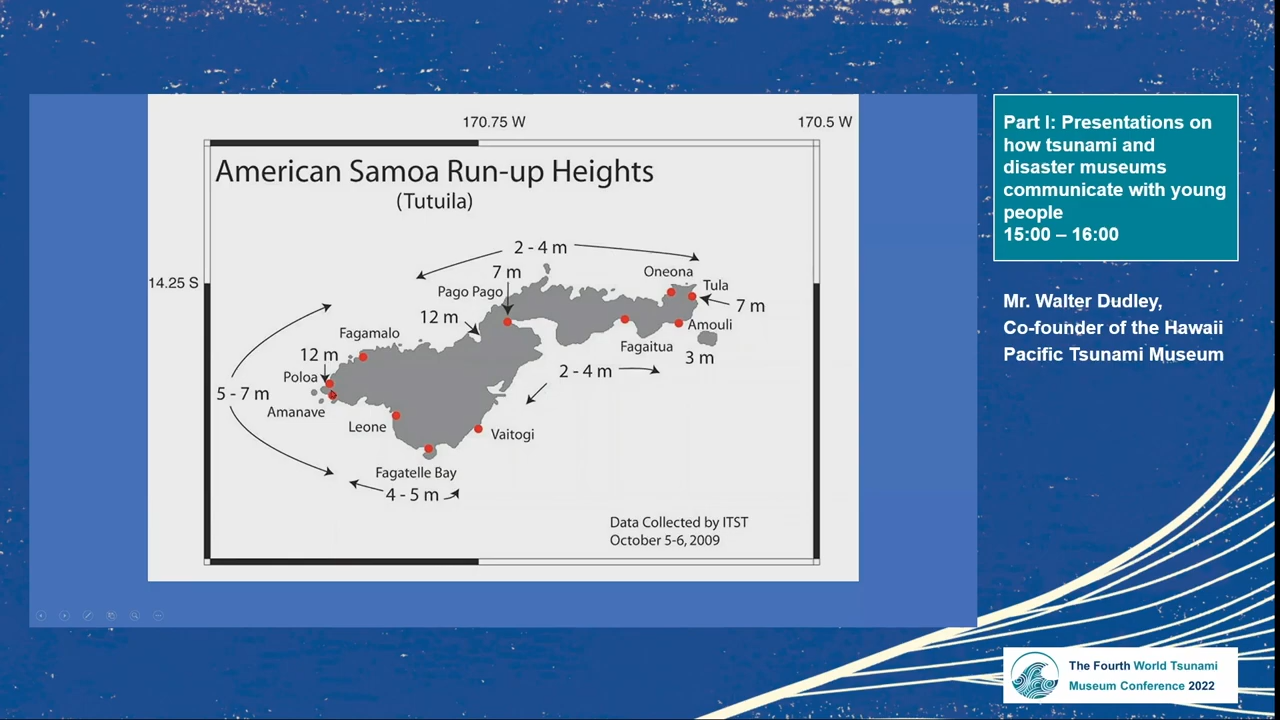 170.75 W
170.5 W
American Samoa Run-up Heights
(Tutuila)
2 - 4 m
14.25 S
7 m
Oneona
Pago Pago
Tula
7 m
12 m
Amouli
Fagamalo
Fagaitua
12 m
3 m
Poloa
2 - 4 m
5 - 7 m
Amanave
Leone
Vaitogi
Fagatelle Bay
4 - 5 m
Data Collected by ITST
October 5-6, 2009
Part I: Presentations on
how tsunami and
disaster museums
communicate with young
people
15:00 – 16:00
Mr. Walter Dudley,
Co-founder of the Hawaii
Pacific Tsunami Museum
The Fourth World Tsunami
Museum Conference 2022